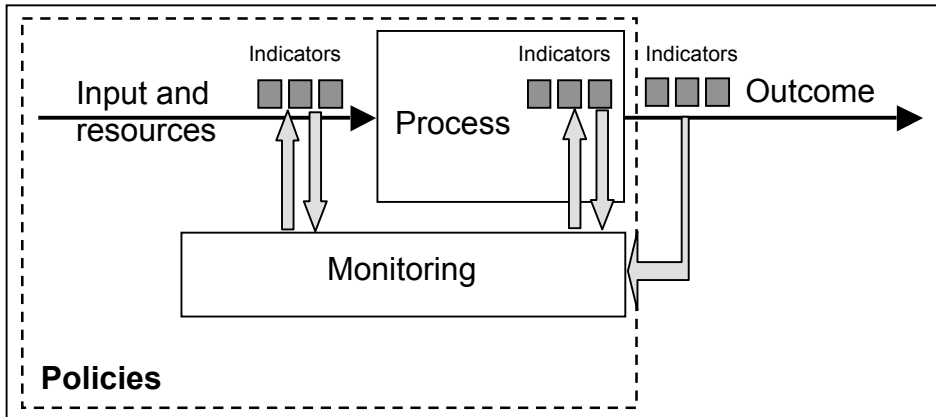 Indicators
Indicators
Indicators
Input and
resources
Process
Outcome
Monitoring
Policies